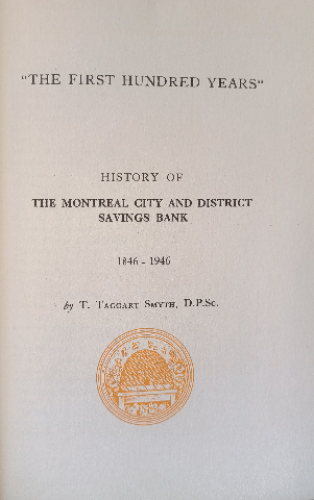 "THE FIRST HUNDRED YEARS"
HISTORY OF
THE MONTREAL CITY AND DISTRICT
SAVINGS BANK
1846 - 1946
by T. TAGGART SMYTH, D.P.Sc.